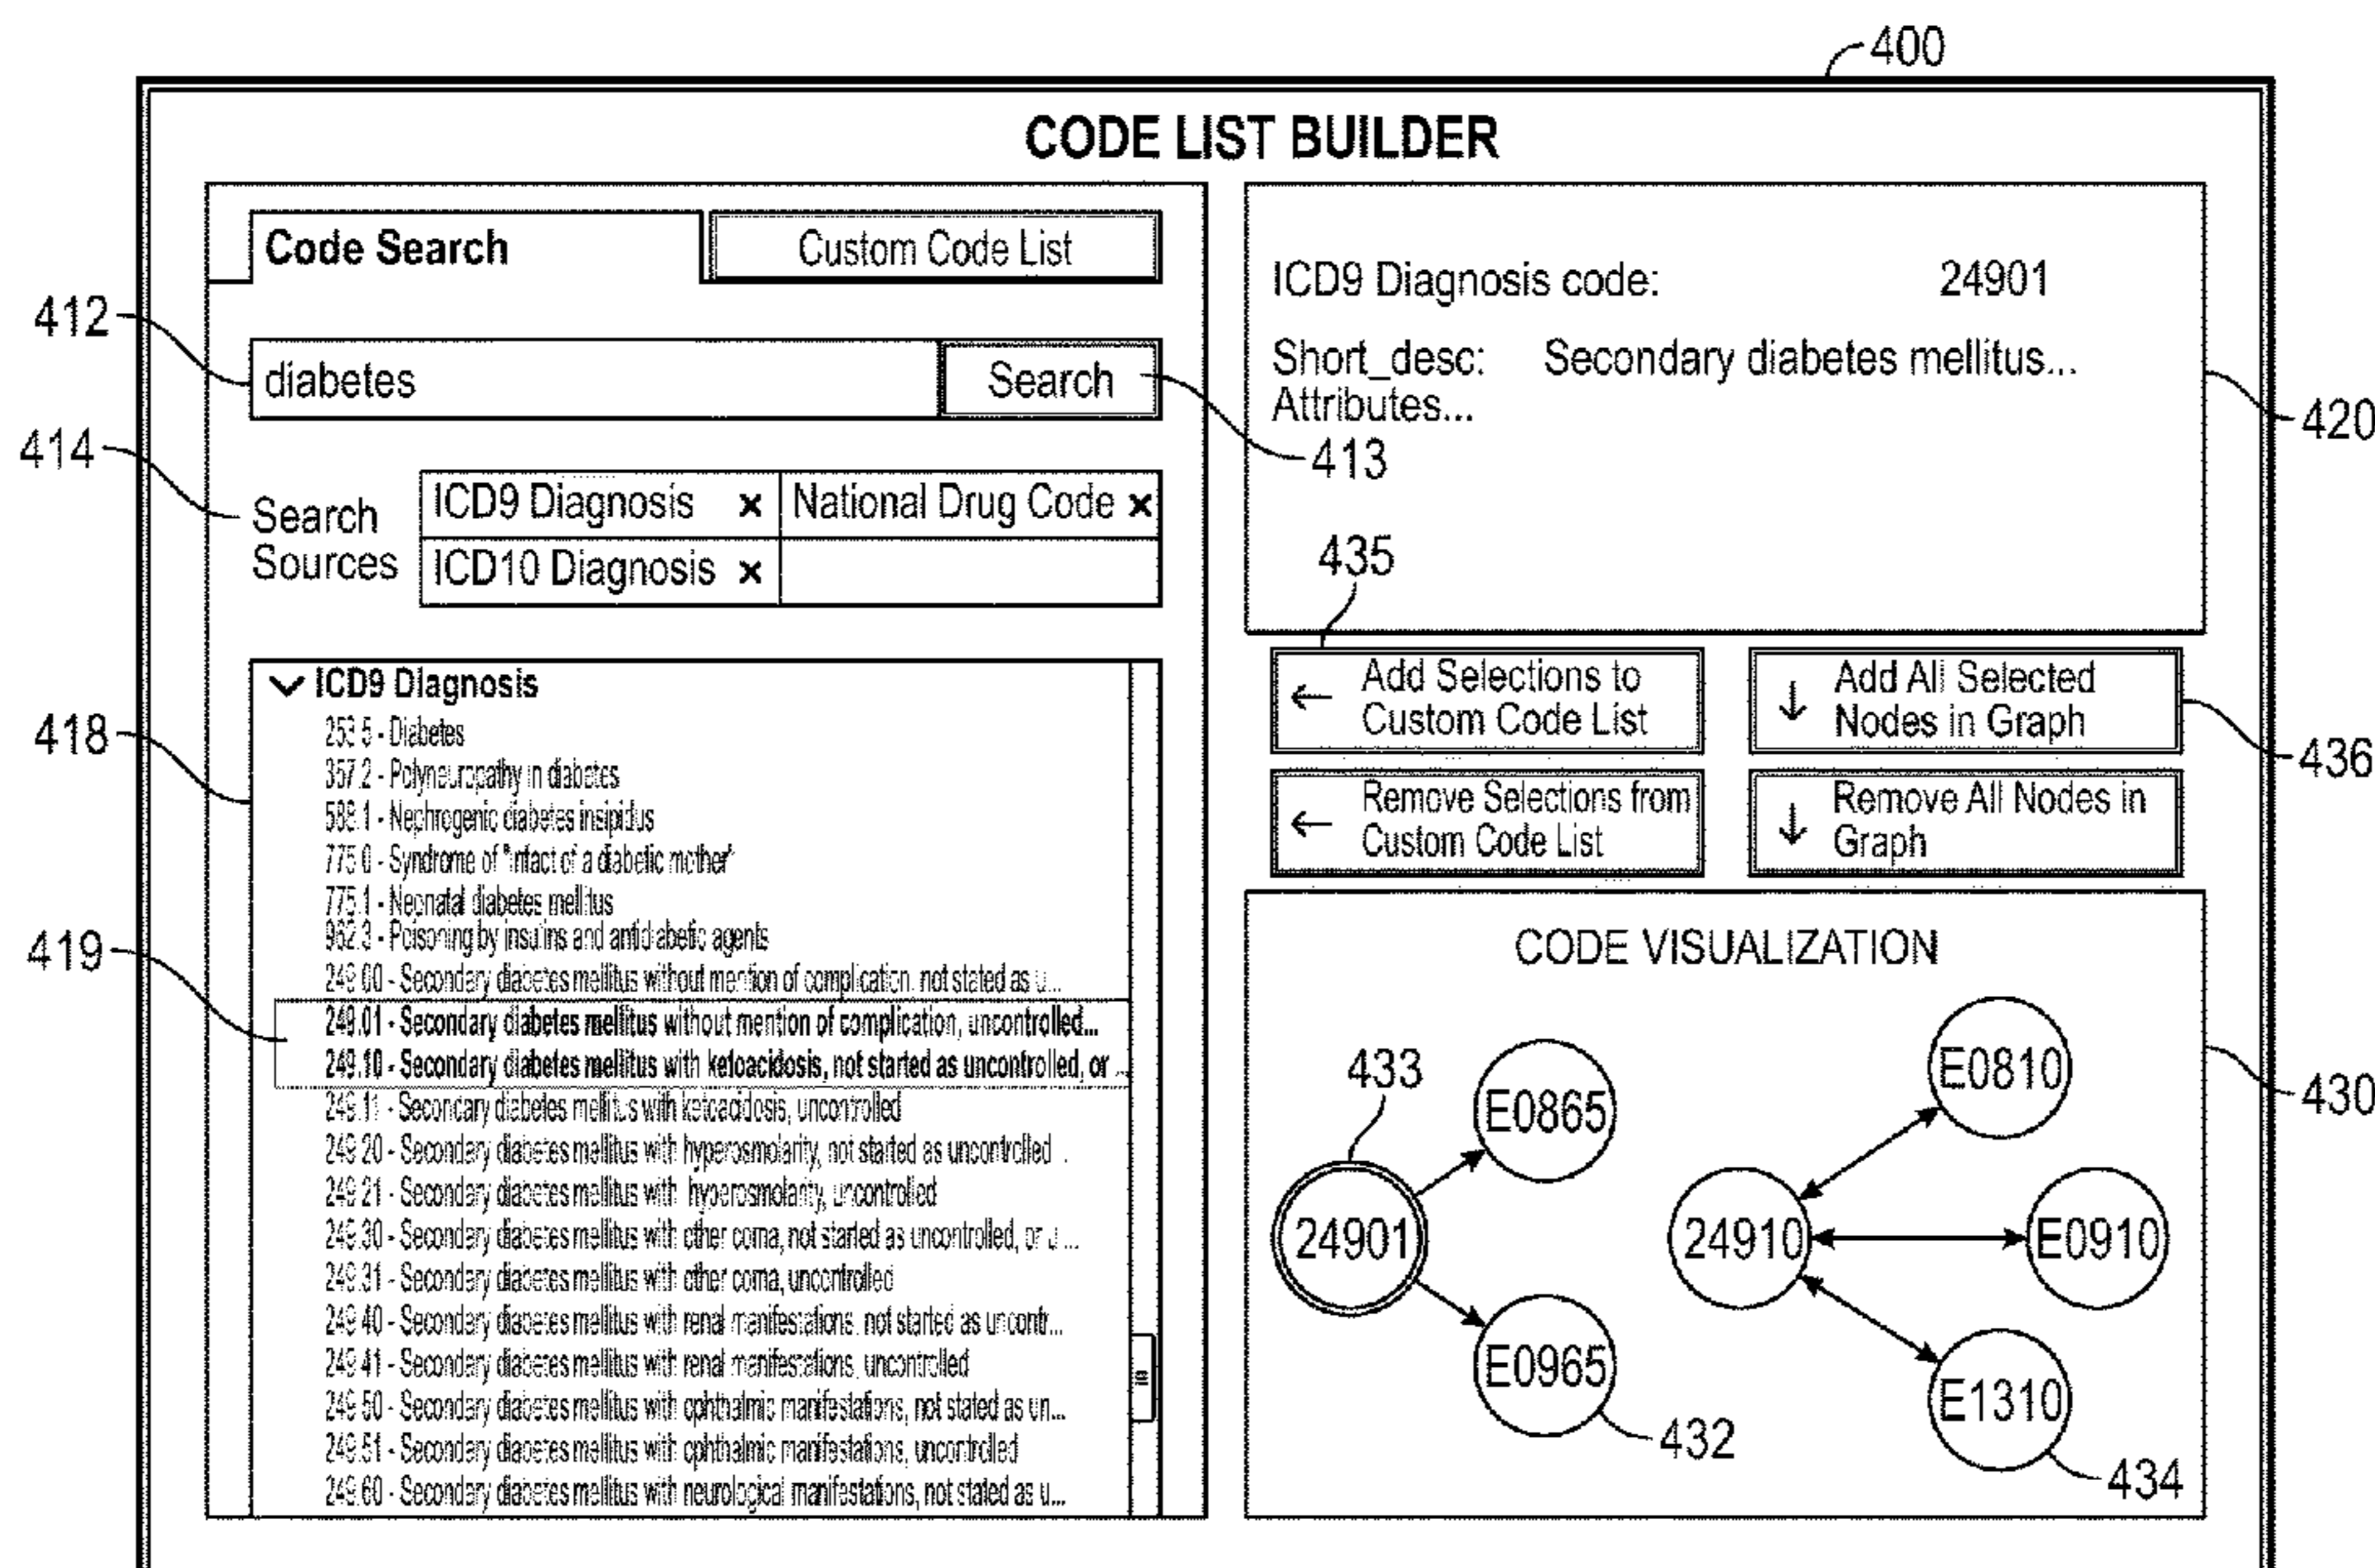 400
CODE LIST BUILDER
Code Search
Custom Code List
412
diabetes
Search
413
414
Search
Sources
ICD9 Diagnosis x
National Drug Code x
ICD10 Diagnosis x
418
ICD9 Diagnosis
253.5 - Diabetes
357.2 - Polyneuropathy in diabetes
588.1 - Nephrogenic diabetes insipidus
775.0 - Syndrome of "infact of a diabetic mother"
775.1 - Neonatal diabetes mellitus
962.3 - Poisoning by insulins and antidiabetic agents
419
249.00 - Secondary diabetes mellitus without mention of complication, not stated as u...
249.01 - Secondary diabetes mellitus without mention of complication, uncontrolled...
249.10 - Secondary diabetes mellitus with ketoacidosis, not started as uncontrolled, or ...
249.11 - Secondary diabetes mellitus with ketoacidosis, uncontrolled
249.20 - Secondary diabetes mellitus with hyperosmolarity, not started as uncontrolled ..
249.21 - Secondary diabetes mellitus with hyperosmolarity, uncontrolled
249.30 - Secondary diabetes mellitus with other coma, not started as uncontrolled, or u ...
249.31 - Secondary diabetes mellitus with other coma, uncontrolled
249.40 - Secondary diabetes mellitus with renal manifestations, not started as uncontr...
249.41 - Secondary diabetes mellitus with renal manifestations, uncontrolled
249.50 - Secondary diabetes mellitus with ophthalmic manifestations, not stated as un...
249.51 - Secondary diabetes mellitus with ophthalmic manifestations, uncontrolled
249.60 - Secondary diabetes mellitus with neurological manifestations, not stated as u...
ICD9 Diagnosis code: 24901
Short_desc: Secondary diabetes mellitus...
Attributes...
420
435
← Add Selections to
Custom Code List
↓ Add All Selected
Nodes in Graph
436
← Remove Selections from
Custom Code List
↓ Remove All Nodes in
Graph
CODE VISUALIZATION
430
433
E0865
E0810
24901
24910
E0910
E0965
E1310
432
434